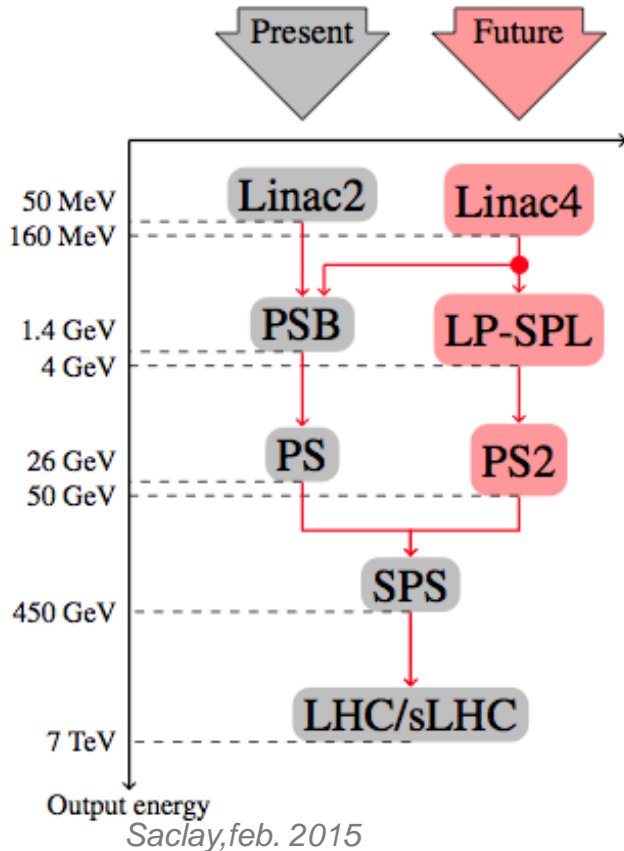 Present Future
50 MeV Linac2 Linac4
160 MeV
1.4 GeV PSB LP-SPL
4 GeV
26 GeV PS PS2
50 GeV
SPS
450 GeV
LHC/sLHC
7 TeV
Output energy
Saclay,feb. 2015